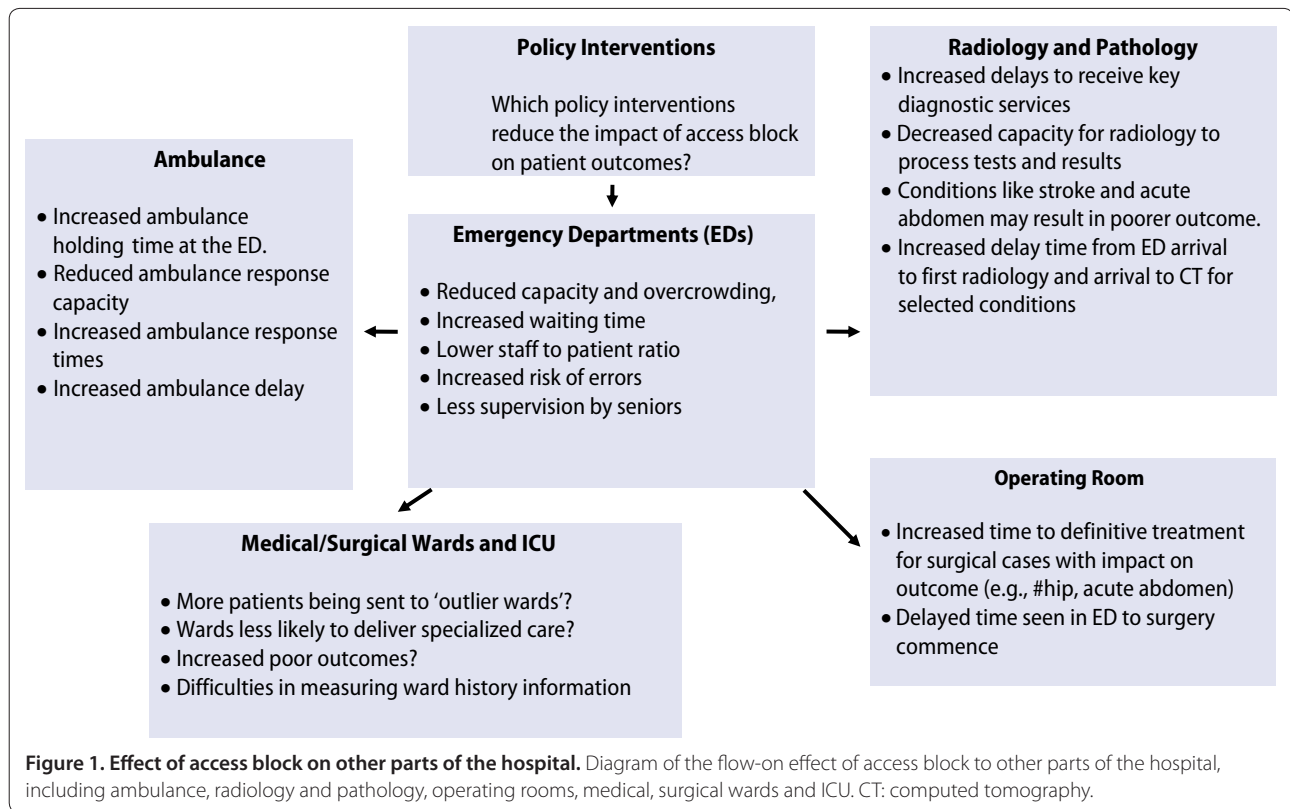 Policy Interventions
Which policy interventions
reduce the impact of access block
on patient outcomes?
Radiology and Pathology
• Increased delays to receive key
diagnostic services
• Decreased capacity for radiology to
process tests and results
• Conditions like stroke and acute
abdomen may result in poorer outcome.
• Increased delay time from ED arrival
to first radiology and arrival to CT for
selected conditions
Ambulance
• Increased ambulance
holding time at the ED.
• Reduced ambulance response
capacity
• Increased ambulance response
times
• Increased ambulance delay
Emergency Departments (EDs)
• Reduced capacity and overcrowding,
• Increased waiting time
• Lower staff to patient ratio
• Increased risk of errors
• Less supervision by seniors
Operating Room
• Increased time to definitive treatment
for surgical cases with impact on
outcome (e.g., #hip, acute abdomen)
• Delayed time seen in ED to surgery
commence
Medical/Surgical Wards and ICU
• More patients being sent to ‘outlier wards’?
• Wards less likely to deliver specialized care?
• Increased poor outcomes?
• Difficulties in measuring ward history information
Figure 1. Effect of access block on other parts of the hospital. Diagram of the flow-on effect of access block to other parts of the hospital,
including ambulance, radiology and pathology, operating rooms, medical, surgical wards and ICU. CT: computed tomography.